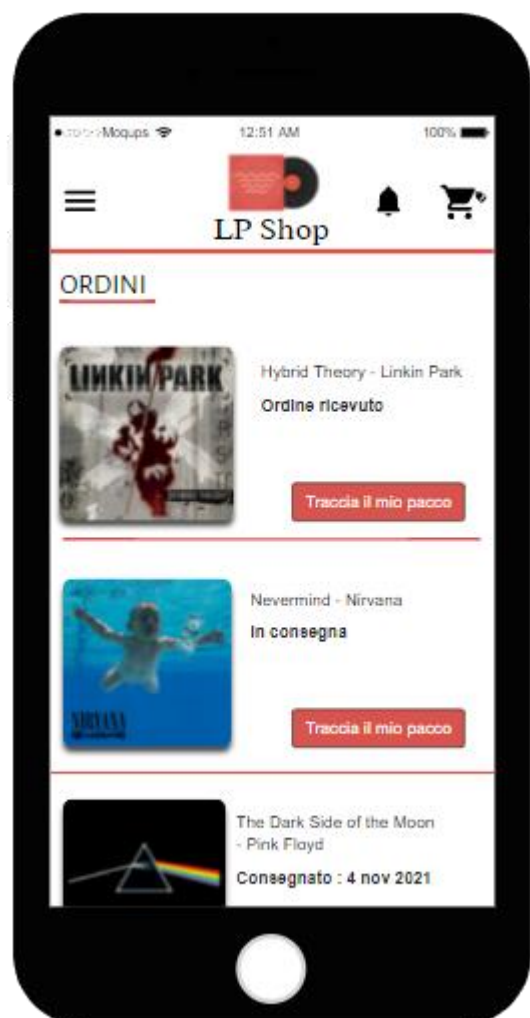 Moqups 12:51 AM 100%
LP Shop
ORDINI
LINKIN PARK
Hybrid Theory - Linkin Park
Ordine ricevuto
Traccia il mio pacco
Nevermind - Nirvana
In consegna
NIRVANA
Traccia il mio pacco
The Dark Side of the Moon
- Pink Floyd
Consegnato : 4 nov 2021